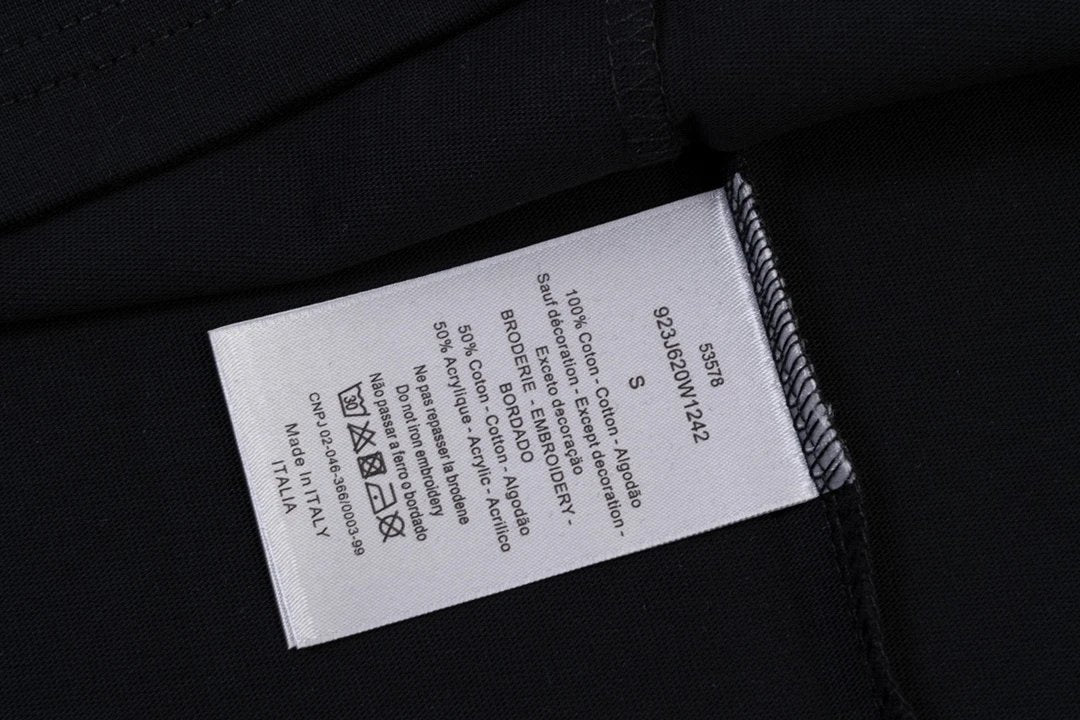 53578
923J620W1242
S
100% Coton - Cotton - Algodão
Sauf décoration - Except decoration -
Exceto decoração
BRODERIE - EMBROIDERY -
BORDADO
50% Coton - Cotton - Algodão
50% Acrylique - Acrylic - Acrilico
Ne pas repasser la brodene
Do not iron embroidery
Não passar a ferro o bordado
30
CNPJ 02-046-366/0003-99
Made In ITALY
ITALIA